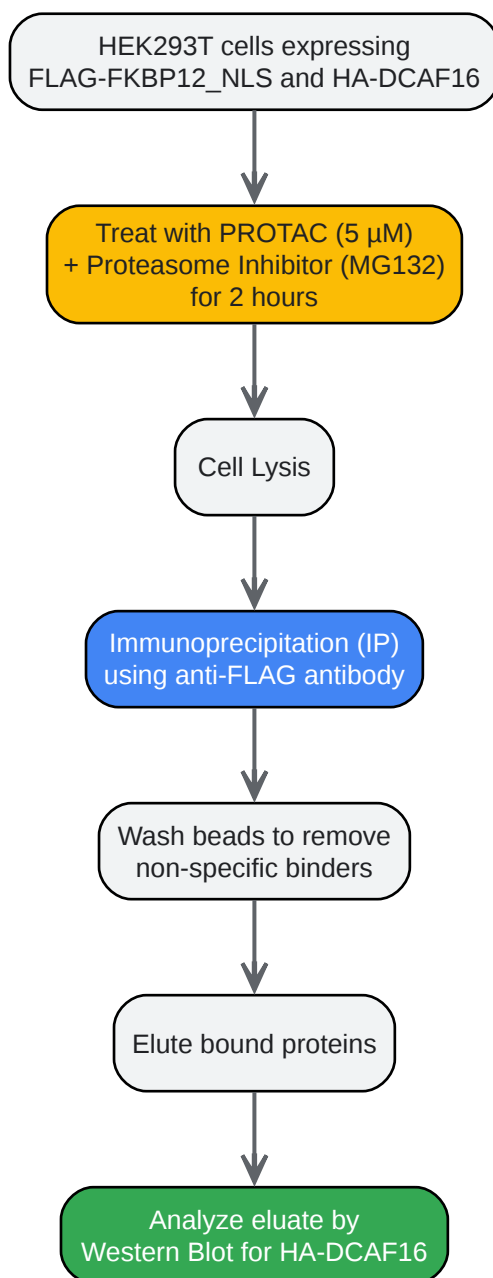 HEK293T cells expressing
FLAG-FKBP12_NLS and HA-DCAF16
Treat with PROTAC (5 µM)
+ Proteasome Inhibitor (MG132)
for 2 hours
Cell Lysis
Immunoprecipitation (IP)
using anti-FLAG antibody
Wash beads to remove
non-specific binders
Elute bound proteins
Analyze eluate by
Western Blot for HA-DCAF16